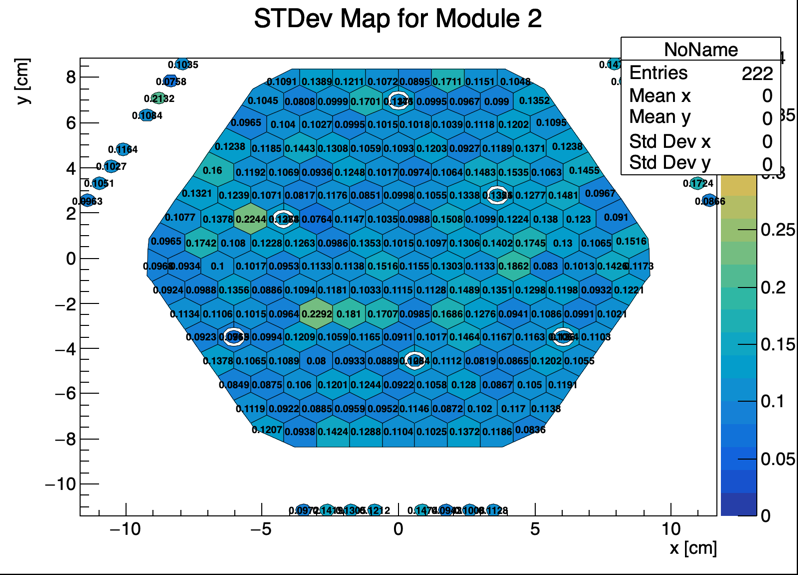 STDev Map for Module 2
y [cm]
NoName
Entries 222
Mean x 0
Mean y 0
Std Dev x 0
Std Dev y 0
0.1035
0.0758
0.2132
0.1084
0.1164
0.1027
0.1051
0.0963
0.1724
0.0866
0.1091 0.1389 0.1211 0.1072 0.0895 0.1711 0.1151 0.1048
0.1045 0.0808 0.0999 0.1701 0.0995 0.0967 0.099 0.1352
0.0965 0.104 0.1027 0.0995 0.1015 0.1018 0.1039 0.1118 0.1202 0.1095
0.1238 0.1185 0.1443 0.1308 0.1059 0.1093 0.1203 0.0927 0.1189 0.1371 0.1238
0.16 0.1192 0.1069 0.0936 0.1248 0.1017 0.0974 0.1064 0.1483 0.1535 0.1063 0.1455
0.1321 0.1239 0.1071 0.0817 0.1176 0.0851 0.0998 0.1055 0.1338 0.1277 0.1481 0.0967
0.1077 0.1378 0.2244 0.0764 0.1147 0.1035 0.0988 0.1508 0.1099 0.1224 0.138 0.123 0.091
0.0965 0.1742 0.108 0.1228 0.1263 0.0986 0.1353 0.1015 0.1097 0.1306 0.1402 0.1745 0.13 0.1065 0.1516
0.0934 0.1 0.1017 0.0953 0.1133 0.1138 0.1516 0.1155 0.1303 0.1133 0.1862 0.083 0.1013 0.1426 0.1173
0.0924 0.0988 0.1356 0.0886 0.1094 0.1181 0.1033 0.1115 0.1128 0.1489 0.1351 0.1298 0.1198 0.0932 0.1221
0.1134 0.1106 0.1015 0.0964 0.2292 0.181 0.1707 0.0985 0.1686 0.1276 0.0941 0.1086 0.0991 0.1021
0.0923 0.0994 0.1209 0.1059 0.1091 0.1017 0.1464 0.1169 0.1165 0.1103
0.1378 0.1065 0.1089 0.08 0.0933 0.0889 0.1112 0.0819 0.0865 0.1202 0.1055
0.0849 0.0875 0.106 0.1201 0.1244 0.0922 0.1058 0.128 0.0867 0.105 0.1191
0.1119 0.0922 0.0885 0.0959 0.0952 0.1146 0.0872 0.102 0.117 0.1138
0.1207 0.0938 0.1424 0.1288 0.1104 0.1025 0.1372 0.1186 0.0836
0.1212
0.1128
8
6
4
2
0
−2
−4
−6
−8
−10
−10 −5 0 5 10
x [cm]
0.3
0.25
0.2
0.15
0.1
0.05
0